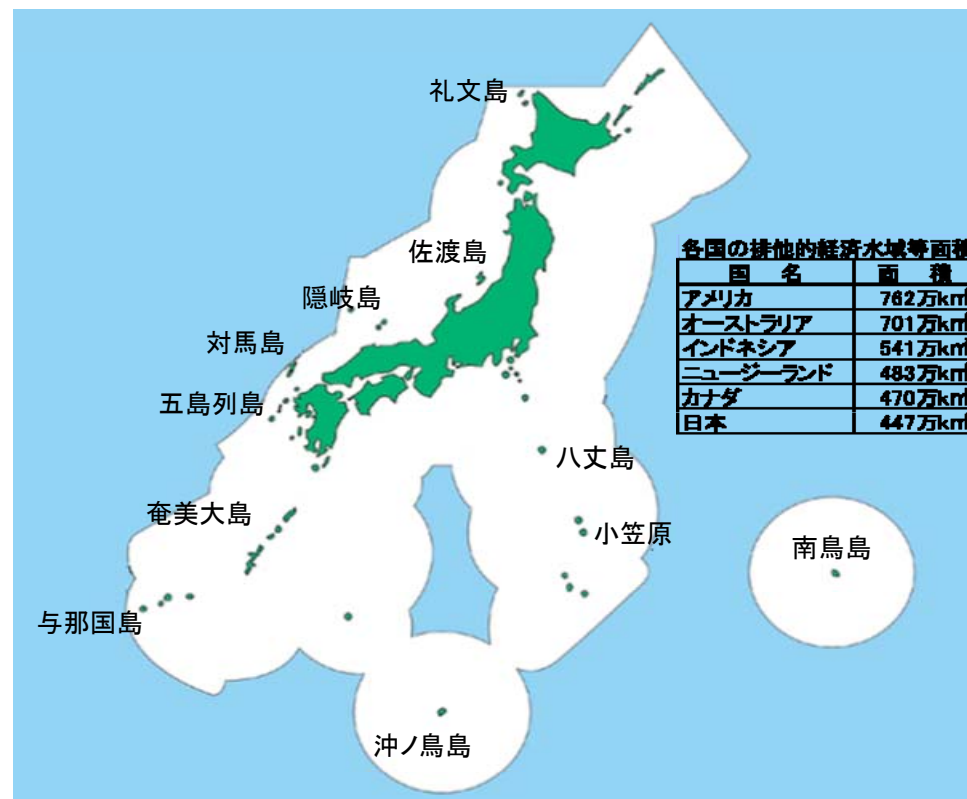 礼文島
佐渡島
各国の排他的経済水域等面積
国 名 面 積
隠岐島
アメリカ 762万k㎡
オーストラリア 701万k㎡
対馬島
インドネシア 541万k㎡
ニュージーランド 483万k㎡
五島列島
カナダ 470万k㎡
日本 447万k㎡
八丈島
奄美大島
小笠原
南鳥島
与那国島
沖ノ鳥島